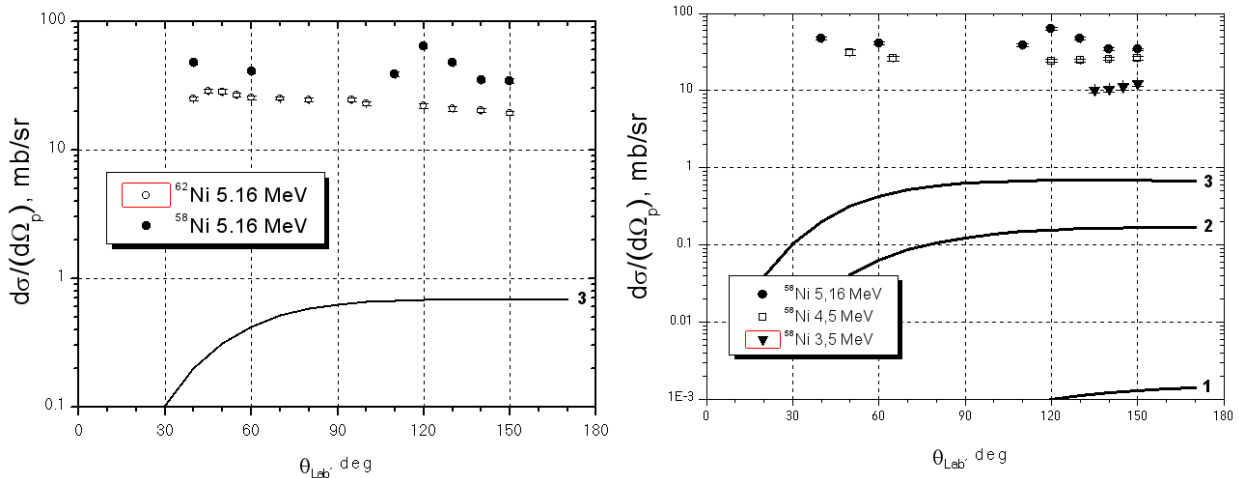 100
10
1
0.1
dσ/(dΩp), mb/sr
62Ni 5.16 MeV
58Ni 5.16 MeV
3
0 30 60 90 120 150 180
θLab, deg
100
10
1
0.1
0.01
1E-3
dσ/(dΩp), mb/sr
3
2
58Ni 5,16 MeV
58Ni 4,5 MeV
58Ni 3,5 MeV
1
0 30 60 90 120 150 180
θLab, deg